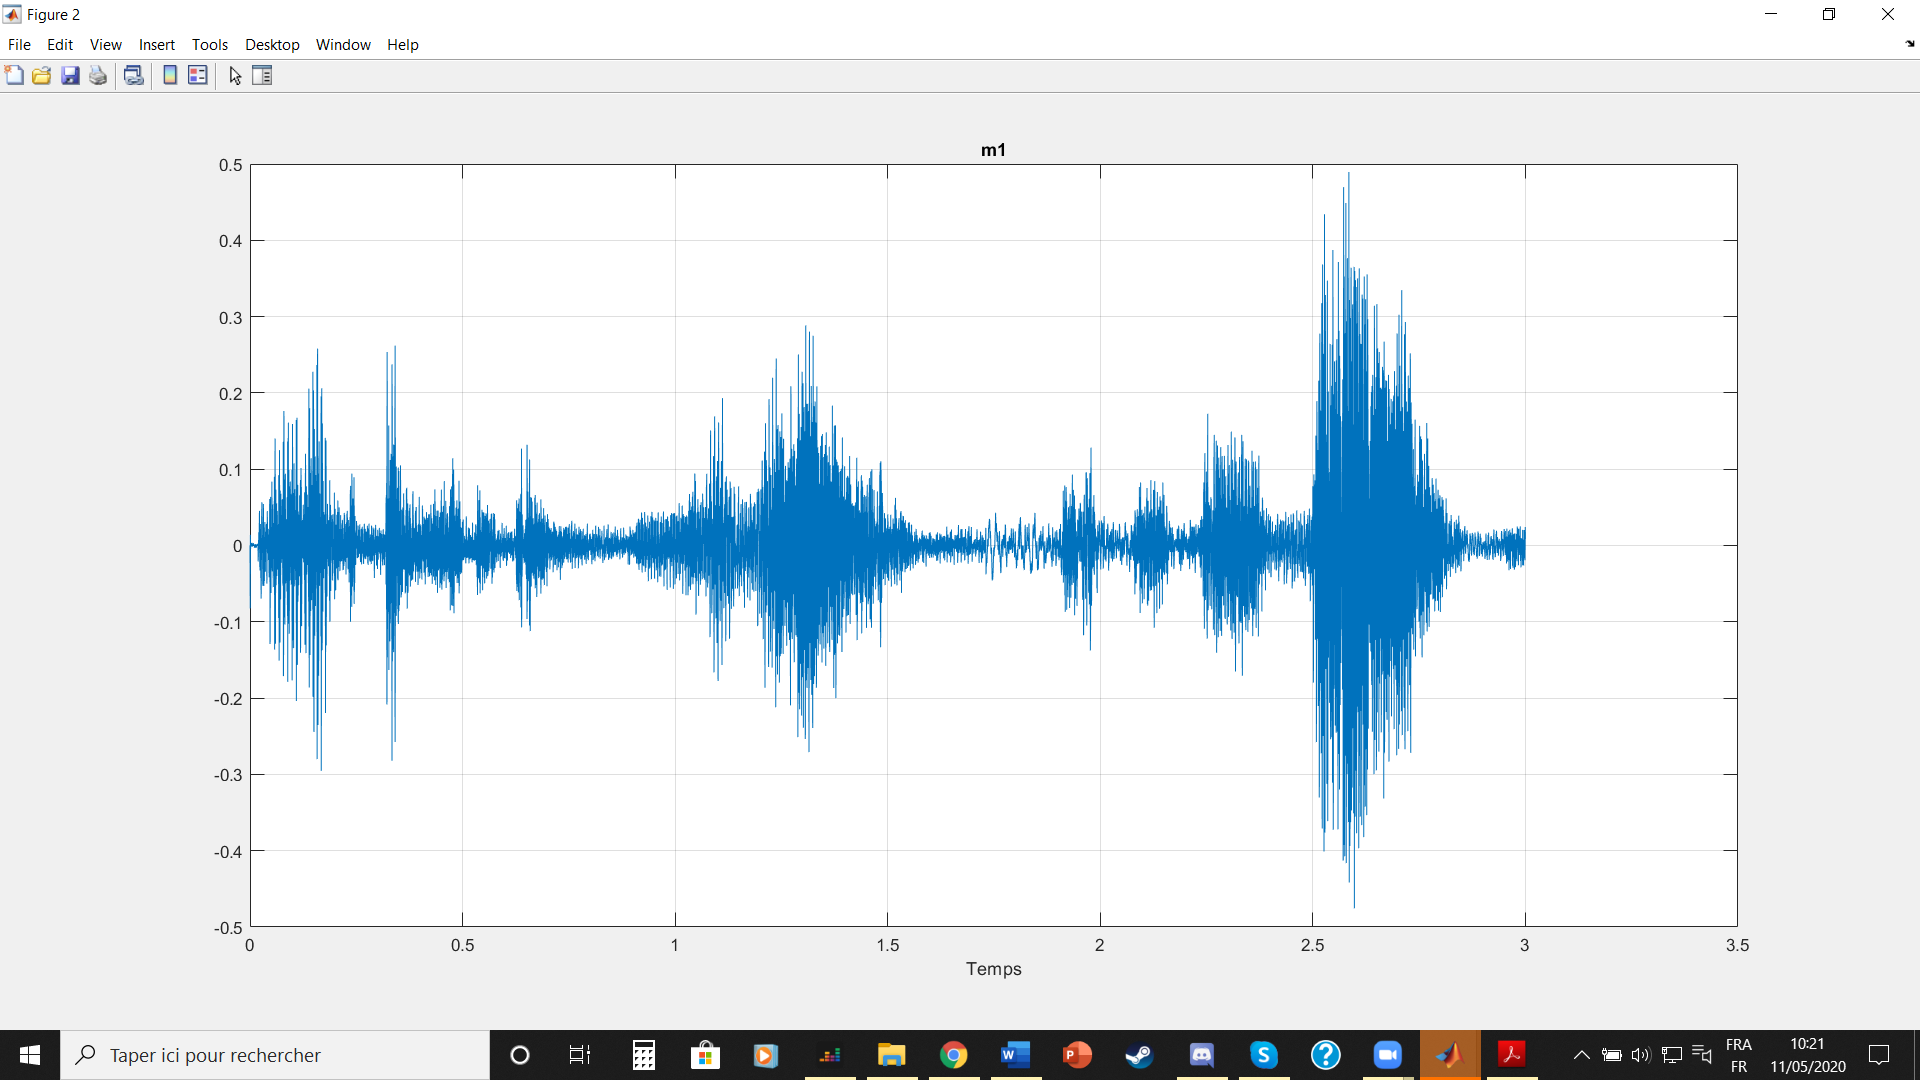 Figure 2
File Edit View Insert Tools Desktop Window Help
m1
0.5
0.4
0.3
0.2
0.1
0
-0.1
-0.2
-0.3
-0.4
-0.5
0 0.5 1 1.5 2 2.5 3 3.5
Temps
Taper ici pour rechercher
FRA 10:21
FR 11/05/2020